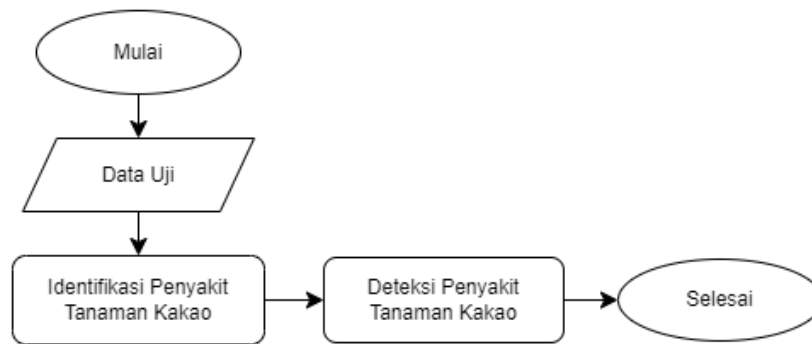 Mulai
Data Uji
Identifikasi Penyakit
Tanaman Kakao
Deteksi Penyakit
Tanaman Kakao
Selesai